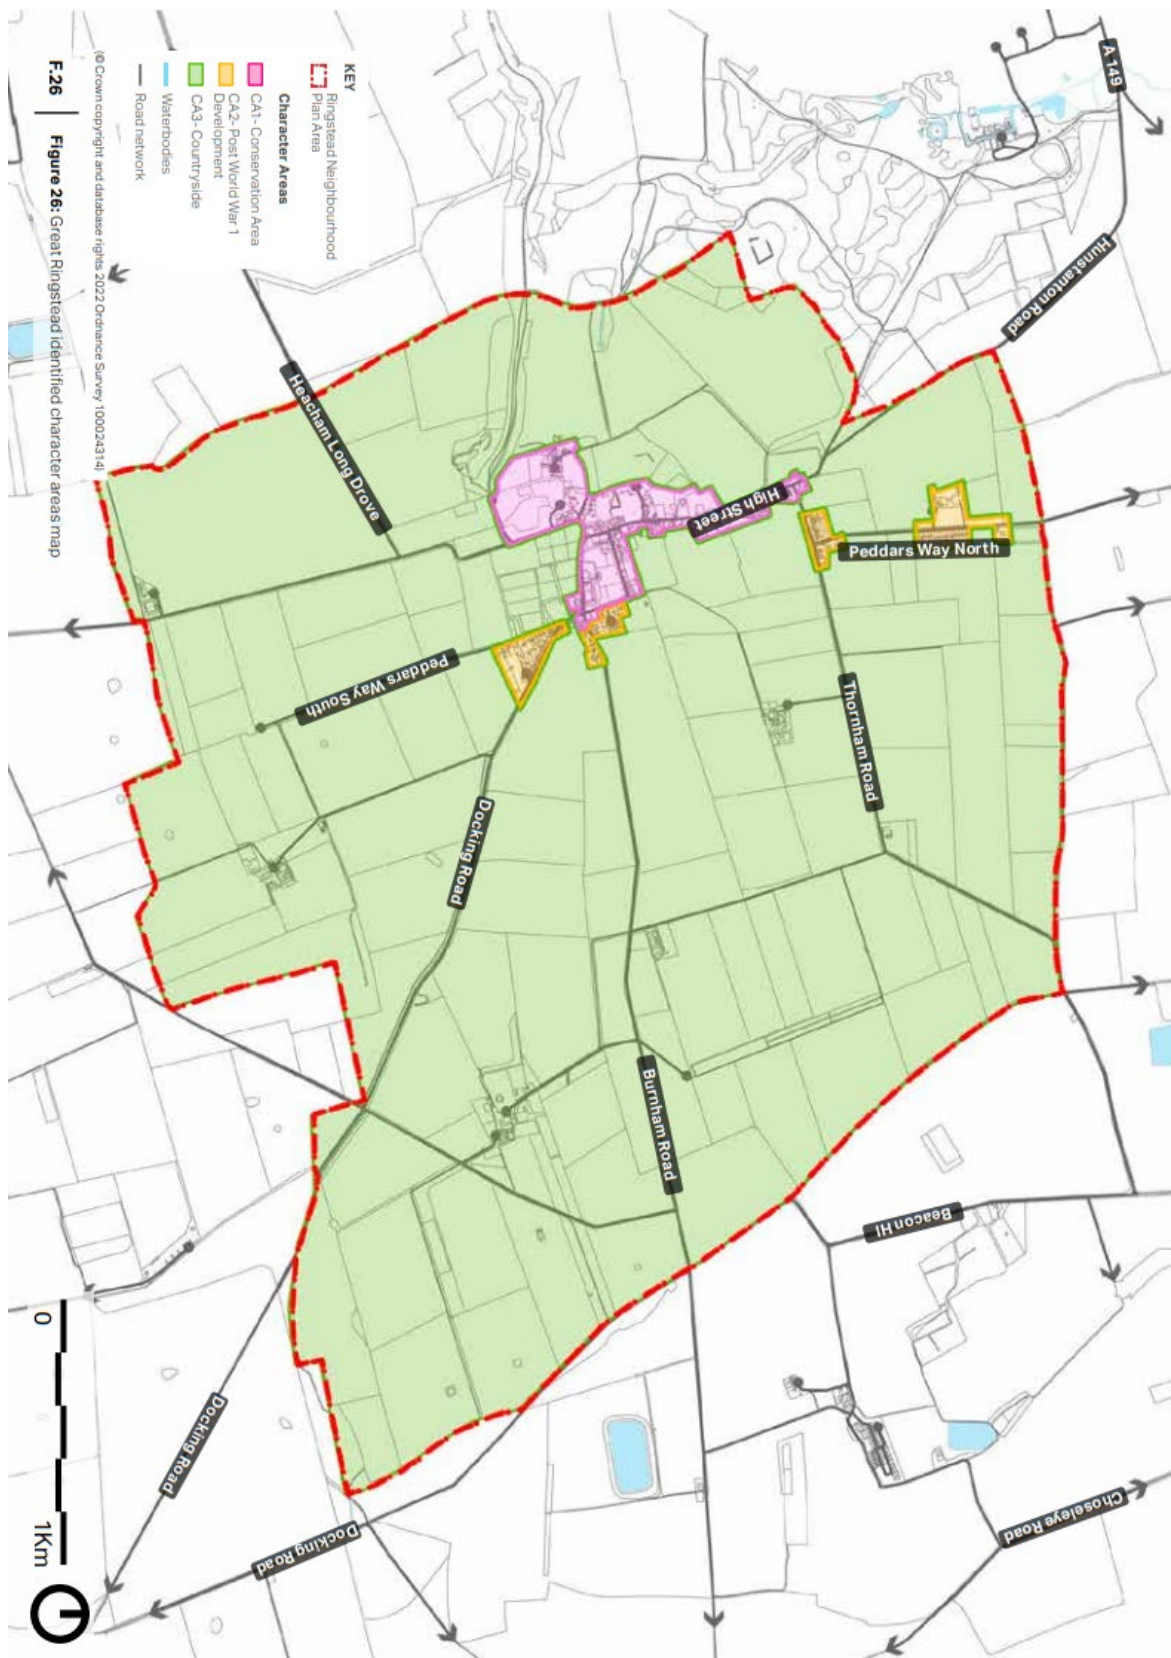 KEY
Ringstead Neighbourhood
Plan Area
Character Areas
CA1- Conservation Area
CA2- Post World War 1
Development
CA3- Countryside
Waterbodies
Road network
(© Crown copyright and database rights 2022 Ordnance Survey 100024314)
F.26 Figure 26: Great Ringstead identified character areas map
A 149
Hunstanton Road
Heacham Long Drove
High Street
Peddars Way North
Peddars Way South
Thornham Road
Docking Road
Burnham Road
Beacon Hl
Docking Road
Docking Road
Choseleye Road
0
1Km